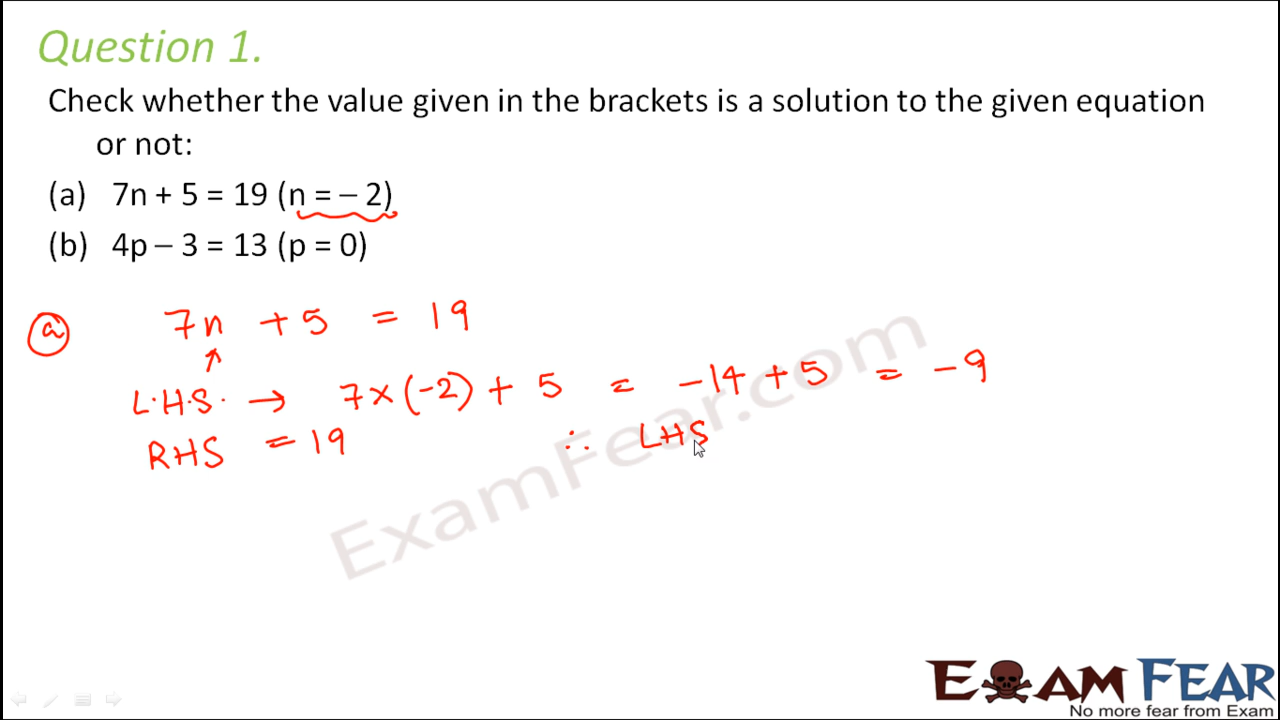 Question 1.
Check whether the value given in the brackets is a solution to the given equation
or not:
(a) 7n + 5 = 19 (n = – 2)
(b) 4p – 3 = 13 (p = 0)
(a) 7n + 5 = 19
L.H.S. → 7×(-2) + 5 = -14 + 5 = -9
RHS = 19 ∴ LHS
ExamFear.com
EXAM FEAR
No more fear from Exam